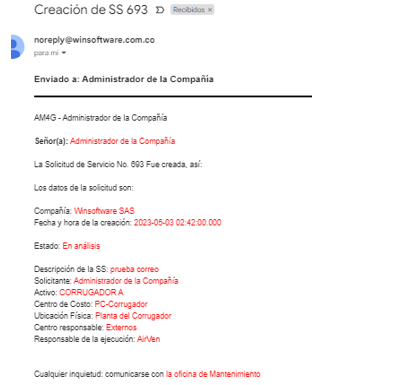 Creación de SS 693 Recibidos ×
noreply@winsoftware.com.co
para mí
Enviado a: Administrador de la Compañía
AM4G - Administrador de la Compañía
Señor(a): Administrador de la Compañía
La Solicitud de Servicio No. 693 Fue creada, así:
Los datos de la solicitud son:
Compañía: Winsoftware SAS
Fecha y hora de la creación: 2023-05-03 02:42:00.000
Estado: En análisis
Descripción de la SS: prueba correo
Solicitante: Administrador de la Compañía
Activo: CORRUGADOR A
Centro de Costo: PC-Corrugador
Ubicación Física: Planta del Corrugador
Centro responsable: Externos
Responsable de la ejecución: AirVen
Cualquier inquietud: comunicarse con la oficina de Mantenimiento